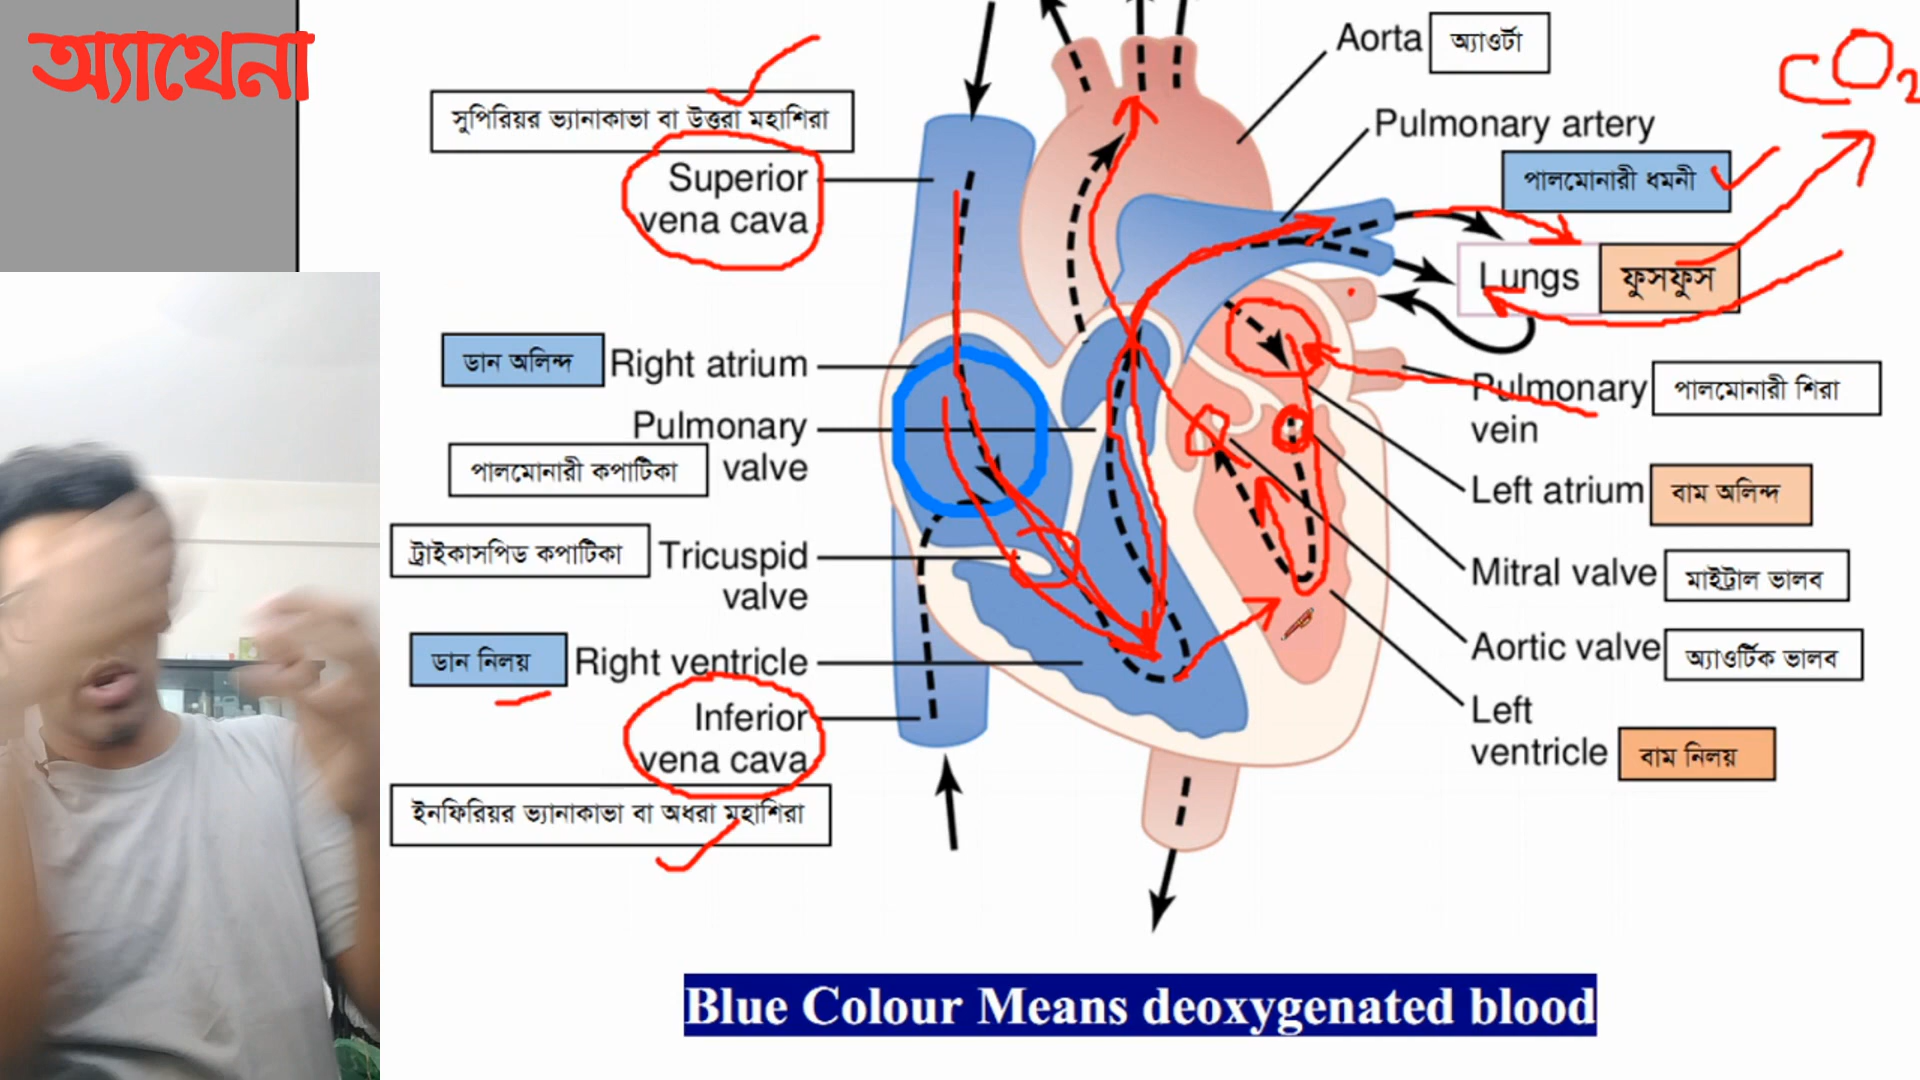 অ্যাথেনা
Aorta
অ্যাওর্টা
CO2
সুপিরিয়র ভ্যানাকাভা বা উত্তরা মহাশিরা
Pulmonary artery
Superior
vena cava
পালমোনারী ধমনী
Lungs
ফুসফুস
ডান অলিন্দ
Right atrium
Pulmonary
valve
পালমোনারী কপাটিকা
Pulmonary
vein
পালমোনারী শিরা
Left atrium
বাম অলিন্দ
ট্রাইকাসপিড কপাটিকা
Tricuspid
valve
Mitral valve
মাইট্রাল ভালব
ডান নিলয়
Right ventricle
Aortic valve
অ্যাওর্টিক ভালব
Inferior
vena cava
Left
ventricle
বাম নিলয়
ইনফিরিয়র ভ্যানাকাভা বা অধরা মহাশিরা
Blue Colour Means deoxygenated blood